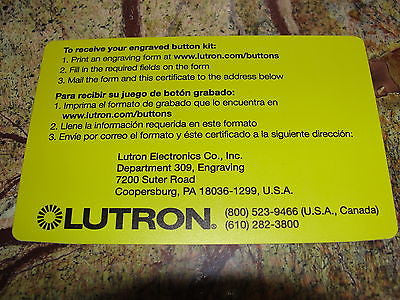 To receive your engraved button kit:
1. Print an engraving form at www.lutron.com/buttons
2. Fill in the required fields on the form
3. Mail the form and this certificate to the address below
Para recibir su juego de botón grabado:
1. Imprima el formato de grabado que lo encuentra en
www.lutron.com/buttons
2. Llene la información requerida en este formato
3. Envie por correo el formato y éste certificado a la siguiente dirección:
Lutron Electronics Co., Inc.
Department 309, Engraving
7200 Suter Road
Coopersburg, PA 18036-1299, U.S.A.
LUTRON®
(800) 523-9466 (U.S.A., Canada)
(610) 282-3800